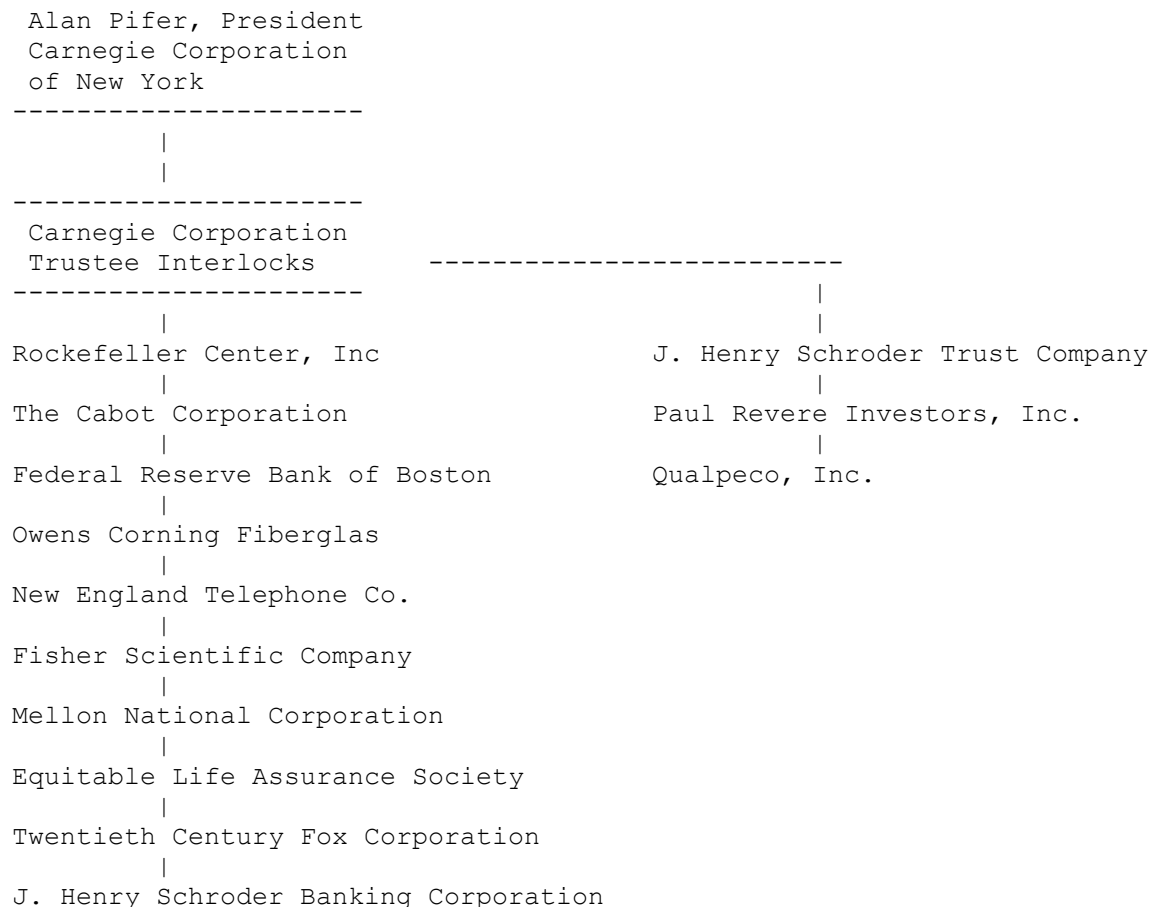 Alan Pifer, President
Carnegie Corporation
of New York
----------------------
|
|
----------------------
Carnegie Corporation
Trustee Interlocks --------------------------
---------------------- |
| |
Rockefeller Center, Inc J. Henry Schroder Trust Company
| |
The Cabot Corporation Paul Revere Investors, Inc.
| |
Federal Reserve Bank of Boston Qualpeco, Inc.
|
Owens Corning Fiberglas
|
New England Telephone Co.
|
Fisher Scientific Company
|
Mellon National Corporation
|
Equitable Life Assurance Society
|
Twentieth Century Fox Corporation
|
J. Henry Schroder Banking Corporation